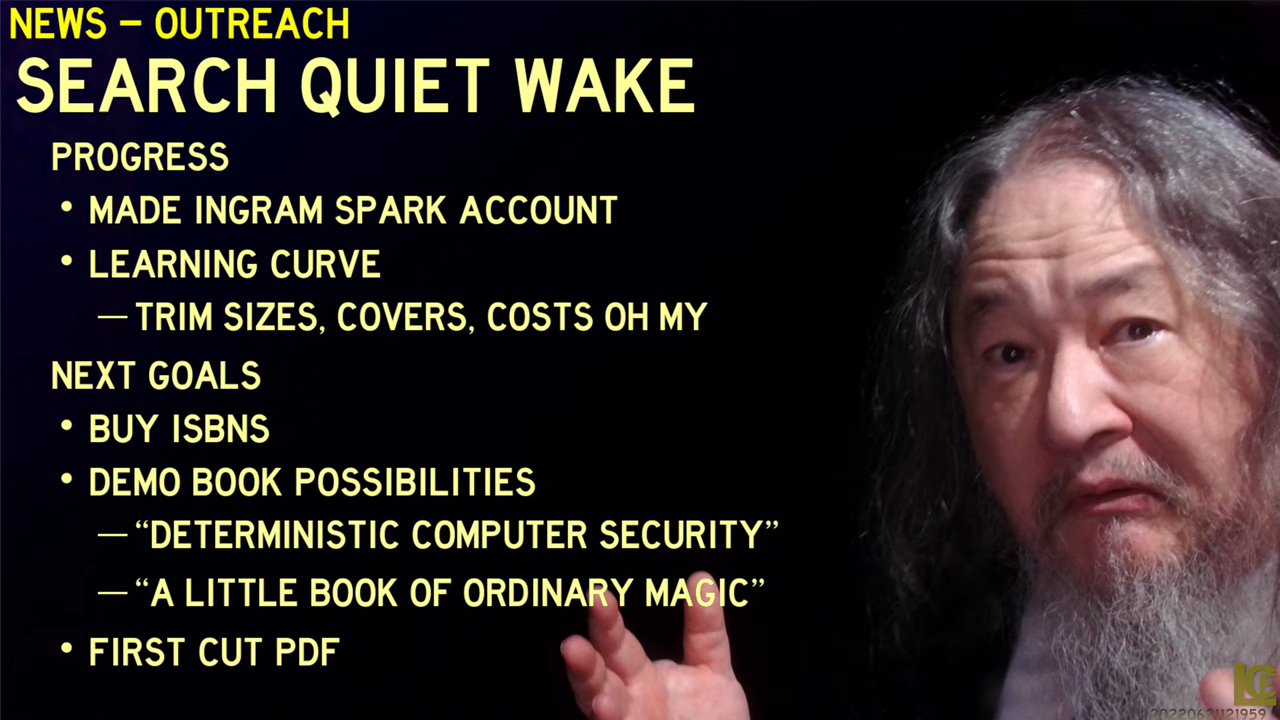 NEWS – OUTREACH
SEARCH QUIET WAKE
PROGRESS
• MADE INGRAM SPARK ACCOUNT
• LEARNING CURVE
— TRIM SIZES, COVERS, COSTS OH MY
NEXT GOALS
• BUY ISBNS
• DEMO BOOK POSSIBILITIES
— “DETERMINISTIC COMPUTER SECURITY”
— “A LITTLE BOOK OF ORDINARY MAGIC”
• FIRST CUT PDF